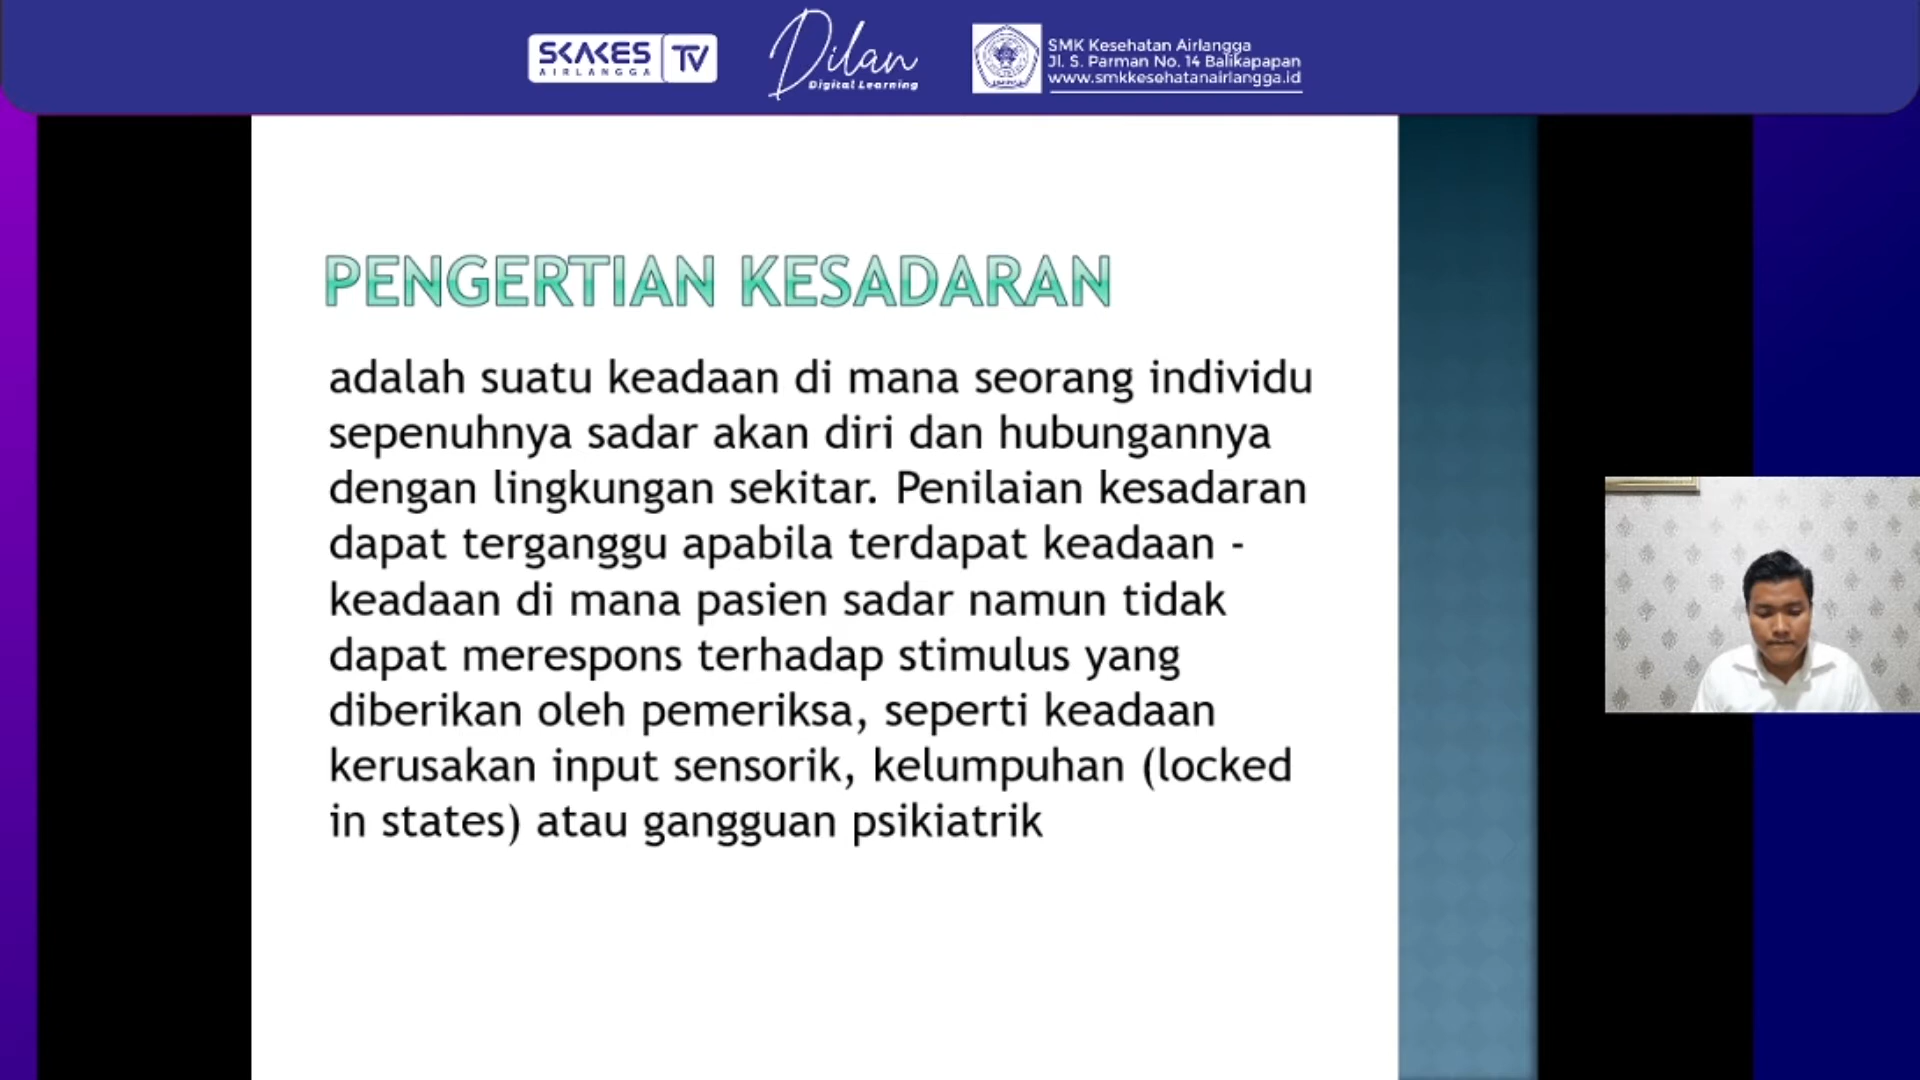 SKAKES TV
AIRLANGGA
Dilan
Digital Learning
SMK Kesehatan Airlangga
Jl. S. Parman No. 14 Balikapapan
www.smkkesehatanairlangga.id
PENGERTIAN KESADARAN
adalah suatu keadaan di mana seorang individu
sepenuhnya sadar akan diri dan hubungannya
dengan lingkungan sekitar. Penilaian kesadaran
dapat terganggu apabila terdapat keadaan -
keadaan di mana pasien sadar namun tidak
dapat merespons terhadap stimulus yang
diberikan oleh pemeriksa, seperti keadaan
kerusakan input sensorik, kelumpuhan (locked
in states) atau gangguan psikiatrik